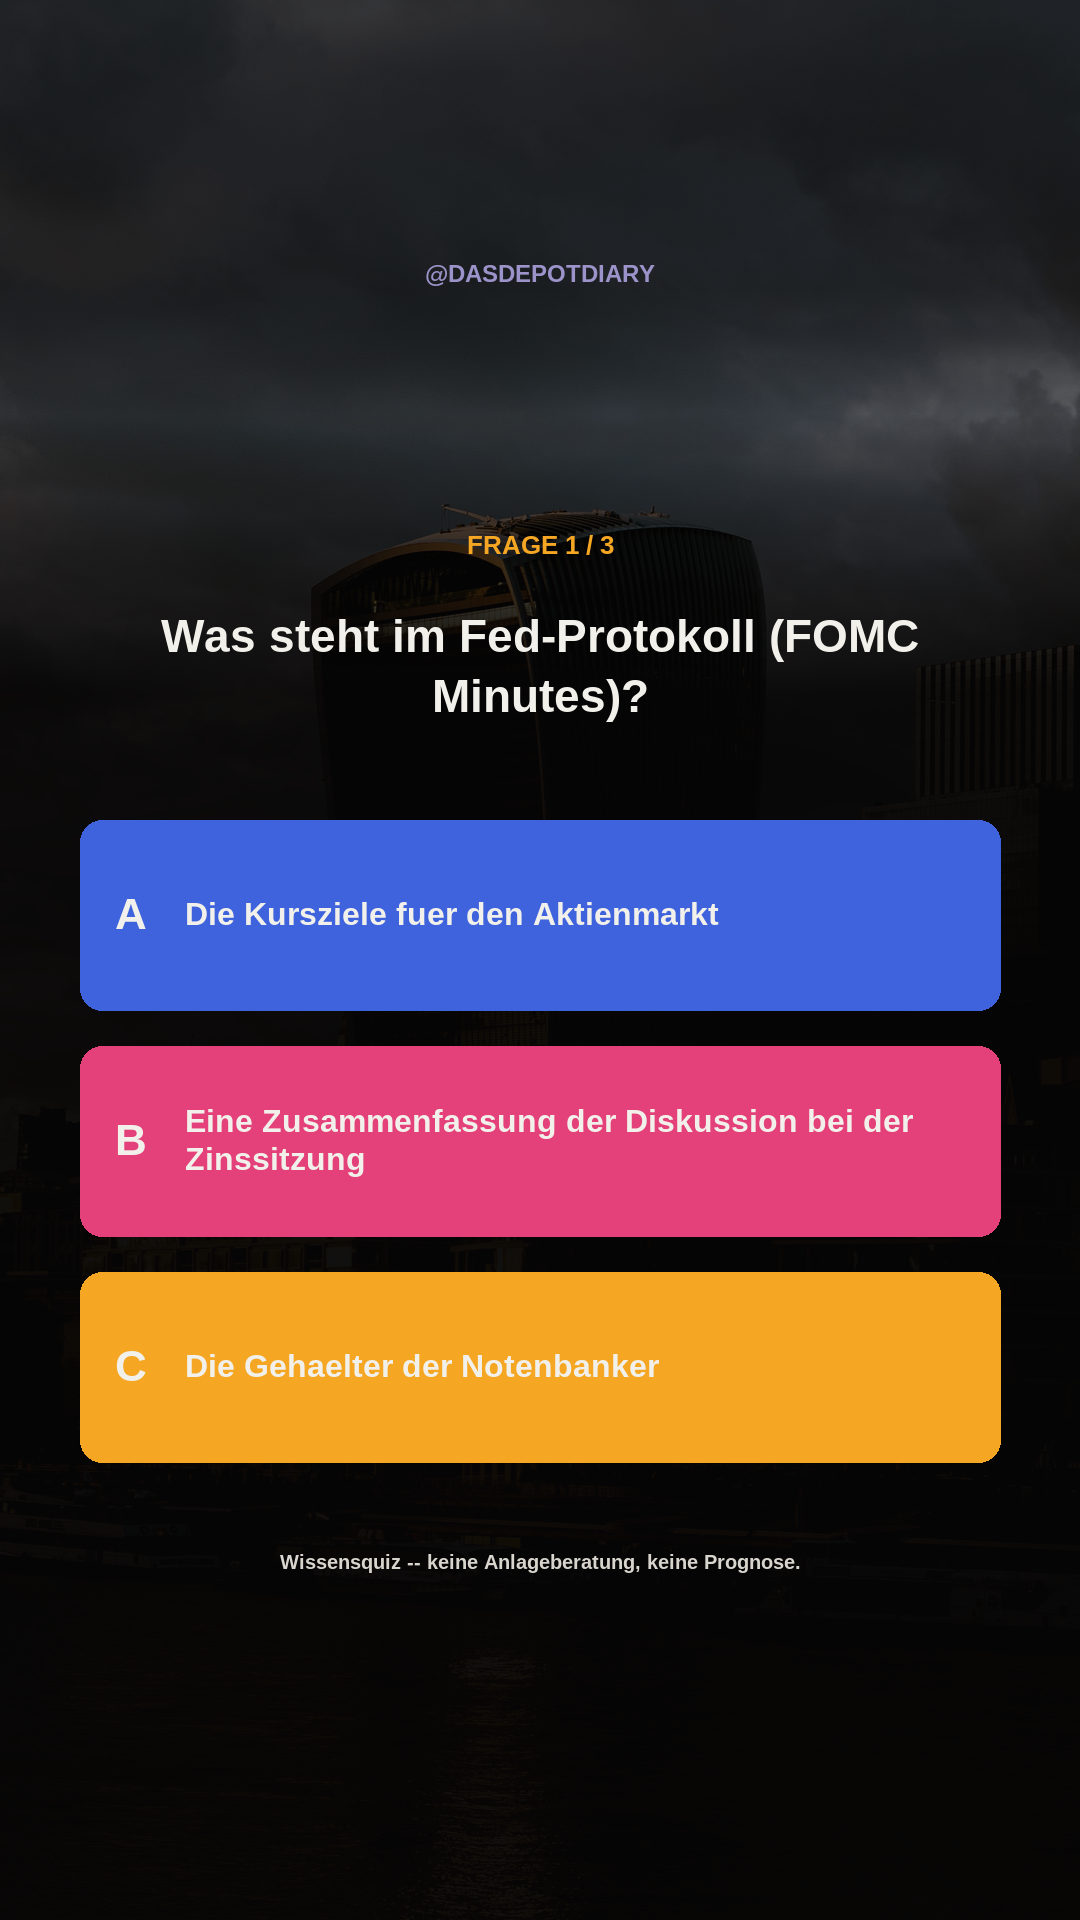 @DASDEPOTDIARY
FRAGE 1 / 3
Was steht im Fed-Protokoll (FOMC
Minutes)?
A Die Kursziele fuer den Aktienmarkt
B Eine Zusammenfassung der Diskussion bei der
Zinssitzung
C Die Gehaelter der Notenbanker
Wissensquiz -- keine Anlageberatung, keine Prognose.